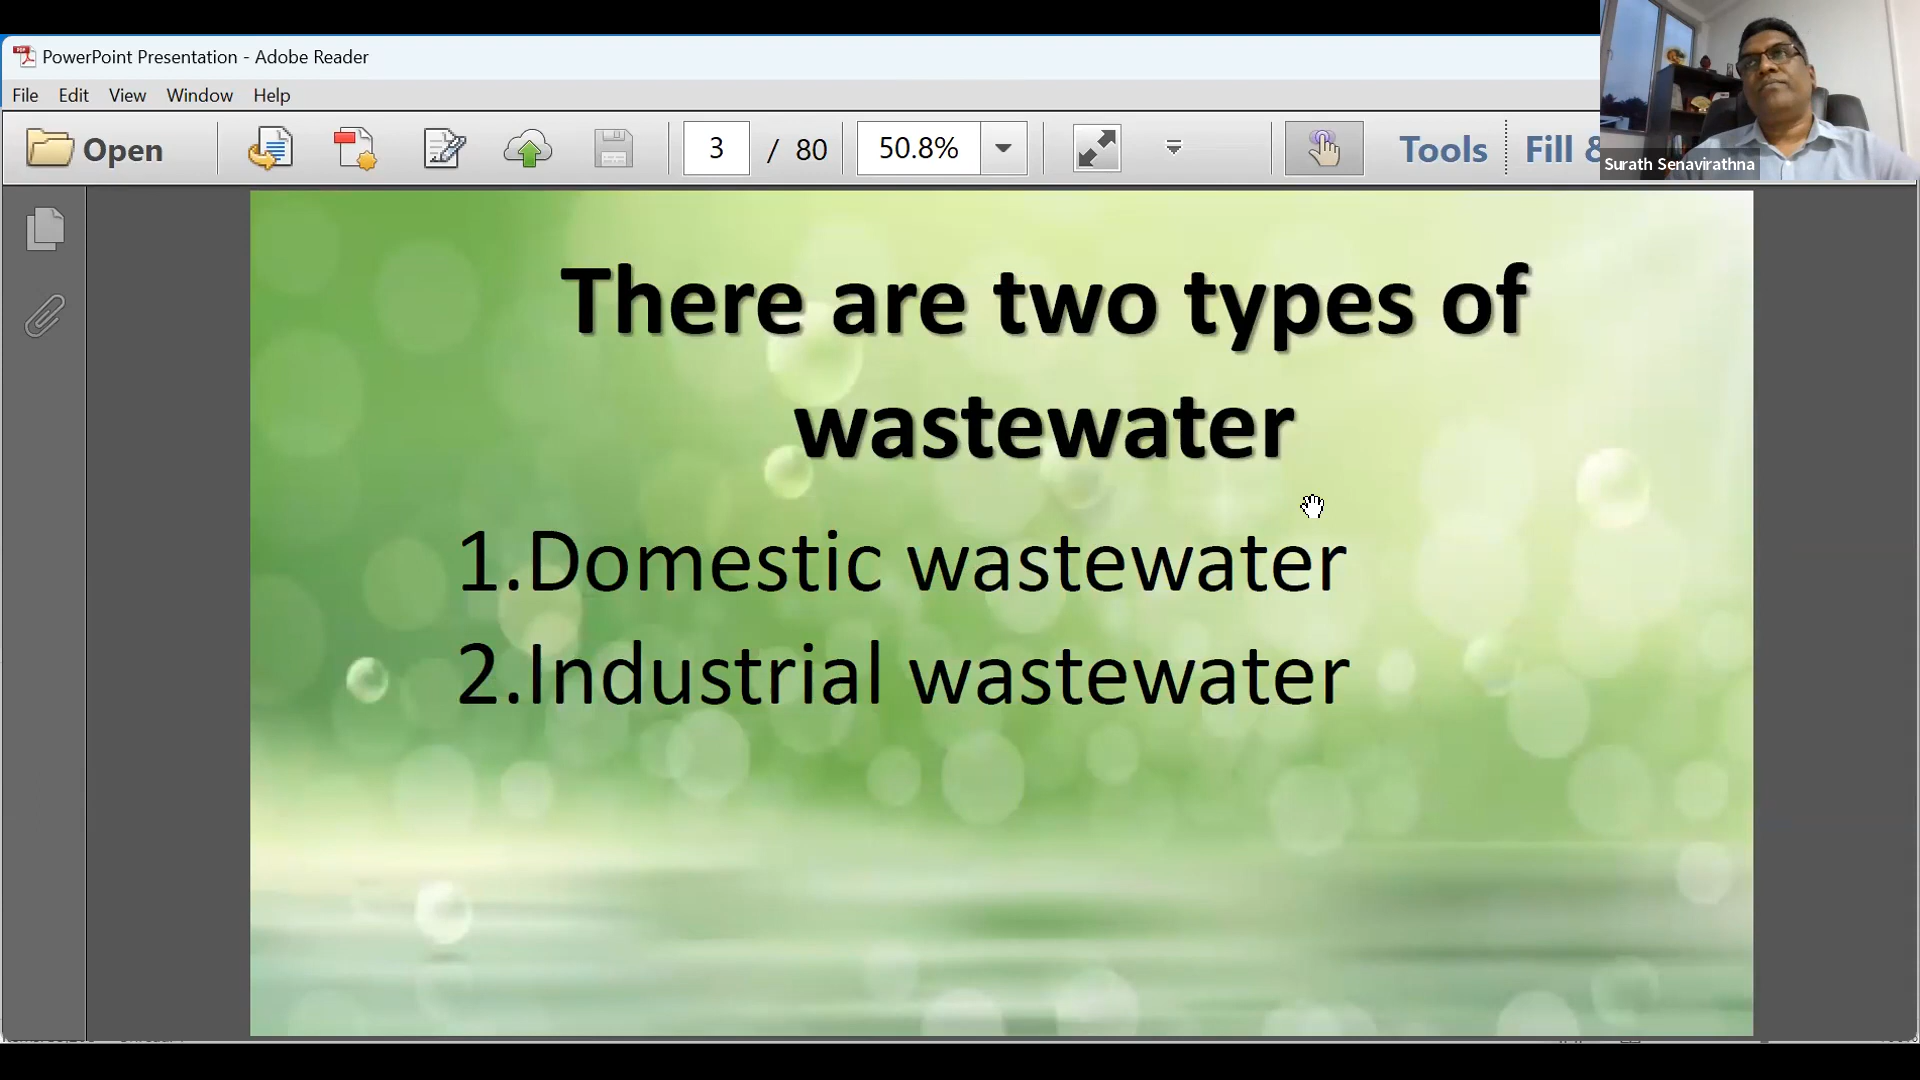 PowerPoint Presentation - Adobe Reader
File Edit View Window Help
Open 3 / 80 50.8% Tools Fill &
Surath Senavirathna
There are two types of
wastewater
1.Domestic wastewater
2.Industrial wastewater